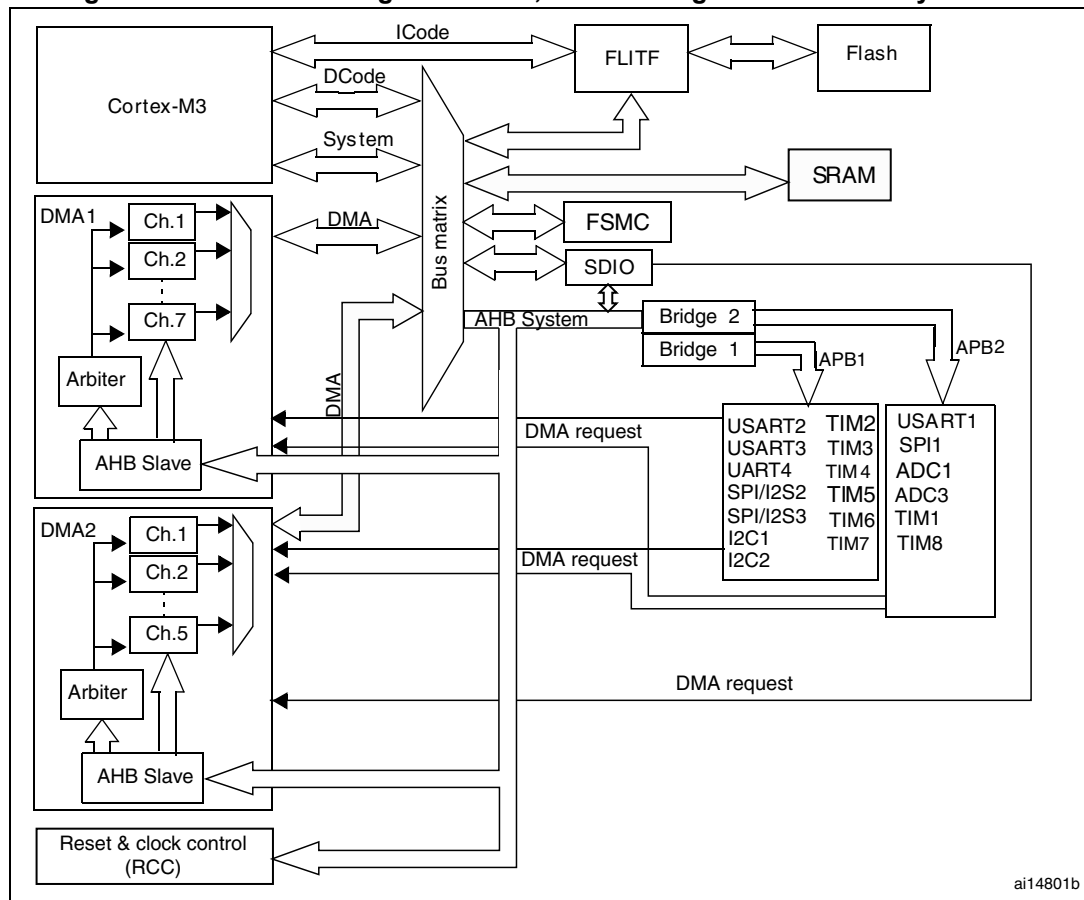 ICode
FLITF
Flash
DCode
Cortex-M3
System
SRAM
DMA1
Ch.1
DMA
FSMC
Ch.2
Bus matrix
SDIO
Ch.7
AHB System
Bridge 2
Bridge 1
APB1
APB2
Arbiter
DMA
DMA request
AHB Slave
USART2
USART3
UART4
SPI/I2S2
SPI/I2S3
I2C1
I2C2
TIM2
TIM3
TIM4
TIM5
TIM6
TIM7
USART1
SPI1
ADC1
ADC3
TIM1
TIM8
DMA2
Ch.1
Ch.2
DMA request
Ch.5
Arbiter
DMA request
AHB Slave
Reset & clock control
(RCC)
ai14801b